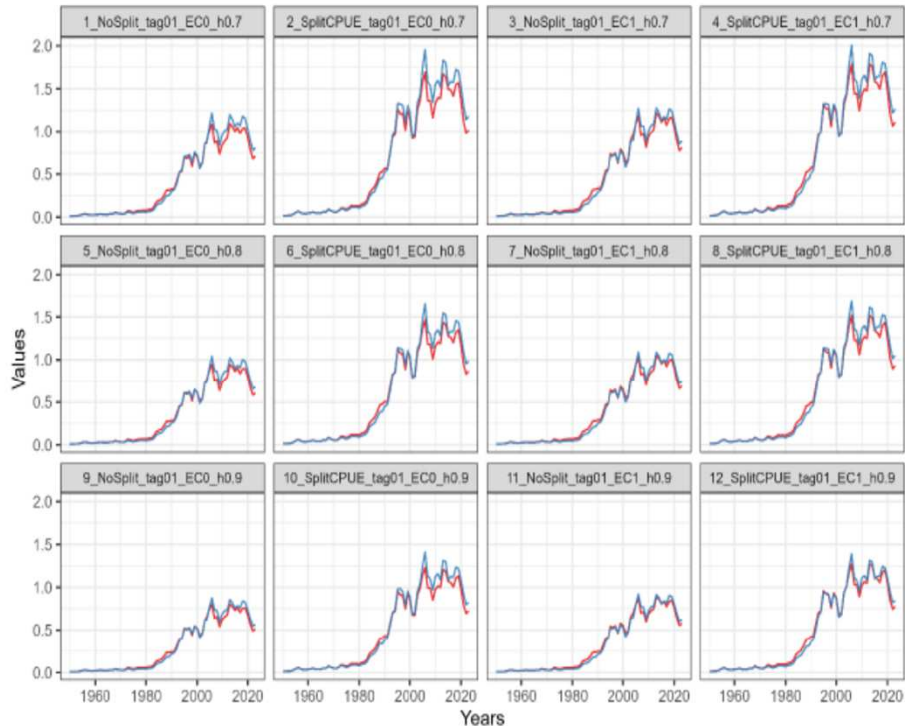 1_NoSplit_tag01_EC0_h0.7
2_SplitCPUE_tag01_EC0_h0.7
3_NoSplit_tag01_EC1_h0.7
4_SplitCPUE_tag01_EC1_h0.7
2.0
1.5
1.0
0.5
0.0
5_NoSplit_tag01_EC0_h0.8
6_SplitCPUE_tag01_EC0_h0.8
7_NoSplit_tag01_EC1_h0.8
8_SplitCPUE_tag01_EC1_h0.8
2.0
1.5
1.0
0.5
0.0
Values
9_NoSplit_tag01_EC0_h0.9
10_SplitCPUE_tag01_EC0_h0.9
11_NoSplit_tag01_EC1_h0.9
12_SplitCPUE_tag01_EC1_h0.9
2.0
1.5
1.0
0.5
0.0
1960 1980 2000 2020 1960 1980 2000 2020 1960 1980 2000 2020 1960 1980 2000 2020
Years